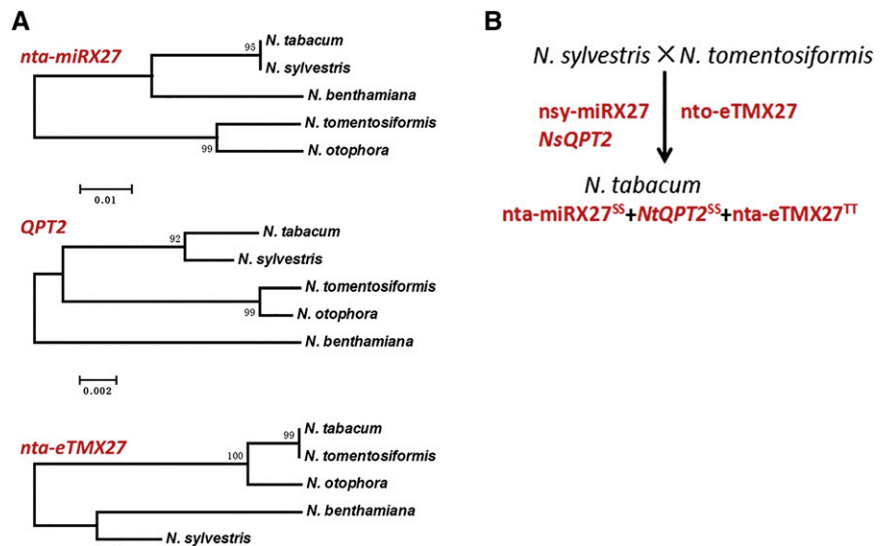 A
nta-miRX27
95
N. tabacum
N. sylvestris
N. benthamiana
N. tomentosiformis
99
N. otophora
0.01
QPT2
92
N. tabacum
N. sylvestris
N. tomentosiformis
99
N. otophora
N. benthamiana
0.002
nta-eTMX27
99
N. tabacum
100
N. tomentosiformis
N. otophora
N. benthamiana
N. sylvestris
B
N. sylvestris × N. tomentosiformis
nsy-miRX27 nto-eTMX27
NsQPT2
N. tabacum
nta-miRX27SS+NtQPT2SS+nta-eTMX27TT